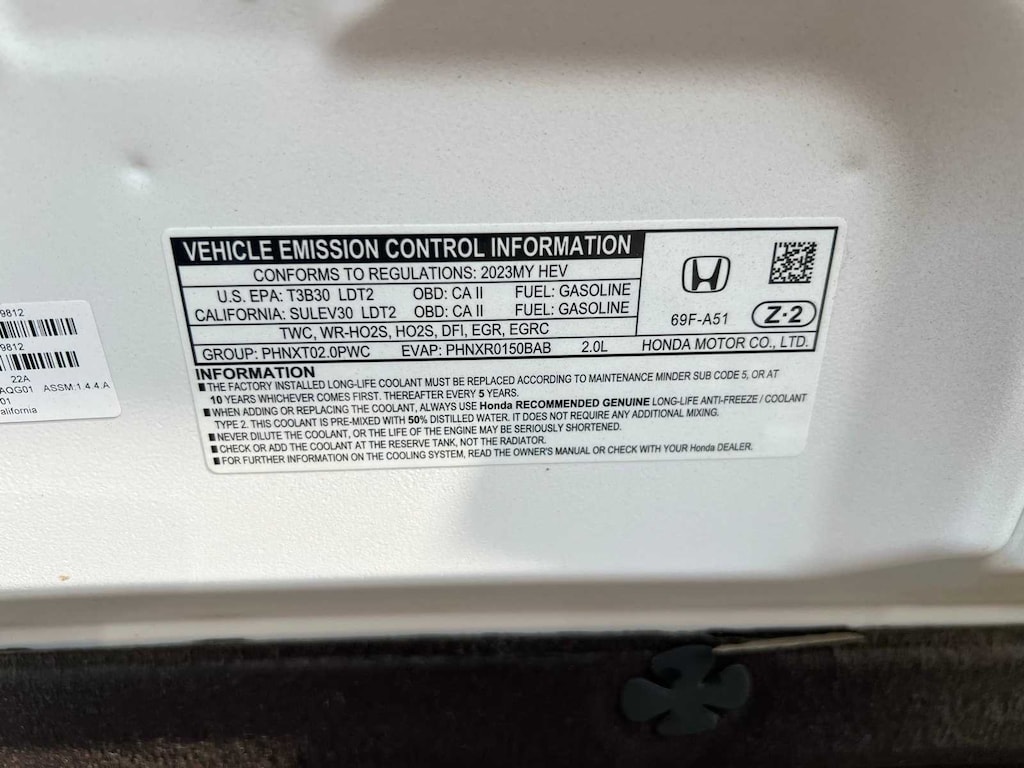 VEHICLE EMISSION CONTROL INFORMATION
CONFORMS TO REGULATIONS: 2023MY HEV
U.S. EPA: T3B30 LDT2 OBD: CA II FUEL: GASOLINE
CALIFORNIA: SULEV30 LDT2 OBD: CA II FUEL: GASOLINE
TWC, WR-HO2S, HO2S, DFI, EGR, EGRC
GROUP: PHNXT02.0PWC EVAP: PHNXR0150BAB 2.0L
69F-A51
Z-2
HONDA MOTOR CO., LTD.
INFORMATION
■ THE FACTORY INSTALLED LONG-LIFE COOLANT MUST BE REPLACED ACCORDING TO MAINTENANCE MINDER SUB CODE 5, OR AT
10 YEARS WHICHEVER COMES FIRST. THEREAFTER EVERY 5 YEARS.
■ WHEN ADDING OR REPLACING THE COOLANT, ALWAYS USE Honda RECOMMENDED GENUINE LONG-LIFE ANTI-FREEZE / COOLANT
TYPE 2. THIS COOLANT IS PRE-MIXED WITH 50% DISTILLED WATER. IT DOES NOT REQUIRE ANY ADDITIONAL MIXING.
■ NEVER DILUTE THE COOLANT, OR THE LIFE OF THE ENGINE MAY BE SERIOUSLY SHORTENED.
■ CHECK OR ADD THE COOLANT AT THE RESERVE TANK, NOT THE RADIATOR.
■ FOR FURTHER INFORMATION ON THE COOLING SYSTEM, READ THE OWNER'S MANUAL OR CHECK WITH YOUR Honda DEALER.
9812
9812
22A
AQG01 ASSM:1.4.4.A
01
alifornia